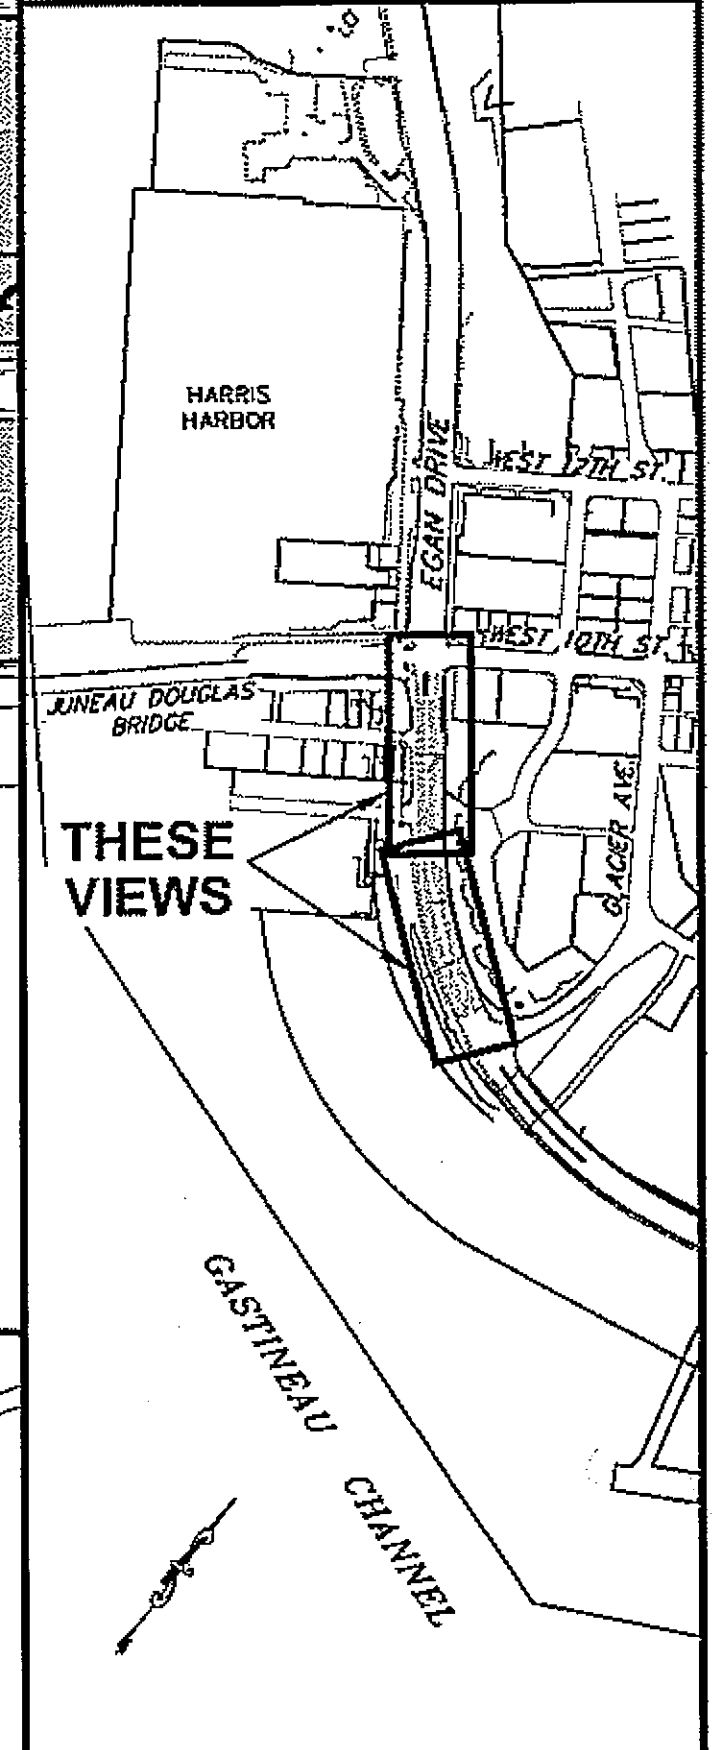 HARRIS
HARBOR
EGAN DRIVE
WEST 12TH ST.
WEST 10TH ST.
JUNEAU DOUGLAS
BRIDGE
GLACIER AVE.
THESE
VIEWS
GASTINEAU
CHANNEL